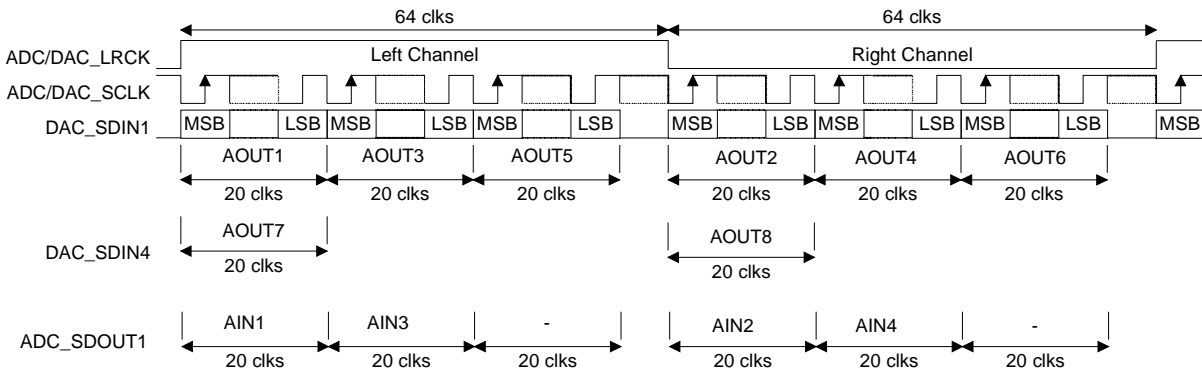 64 clks 64 clks
ADC/DAC_LRCK Left Channel Right Channel
ADC/DAC_SCLK
DAC_SDIN1 MSB LSB MSB LSB MSB LSB MSB LSB MSB LSB MSB LSB MSB
AOUT1 AOUT3 AOUT5 AOUT2 AOUT4 AOUT6
20 clks 20 clks 20 clks 20 clks 20 clks 20 clks
DAC_SDIN4 AOUT7 AOUT8
20 clks 20 clks
ADC_SDOUT1 AIN1 AIN3 - AIN2 AIN4 -
20 clks 20 clks 20 clks 20 clks 20 clks 20 clks